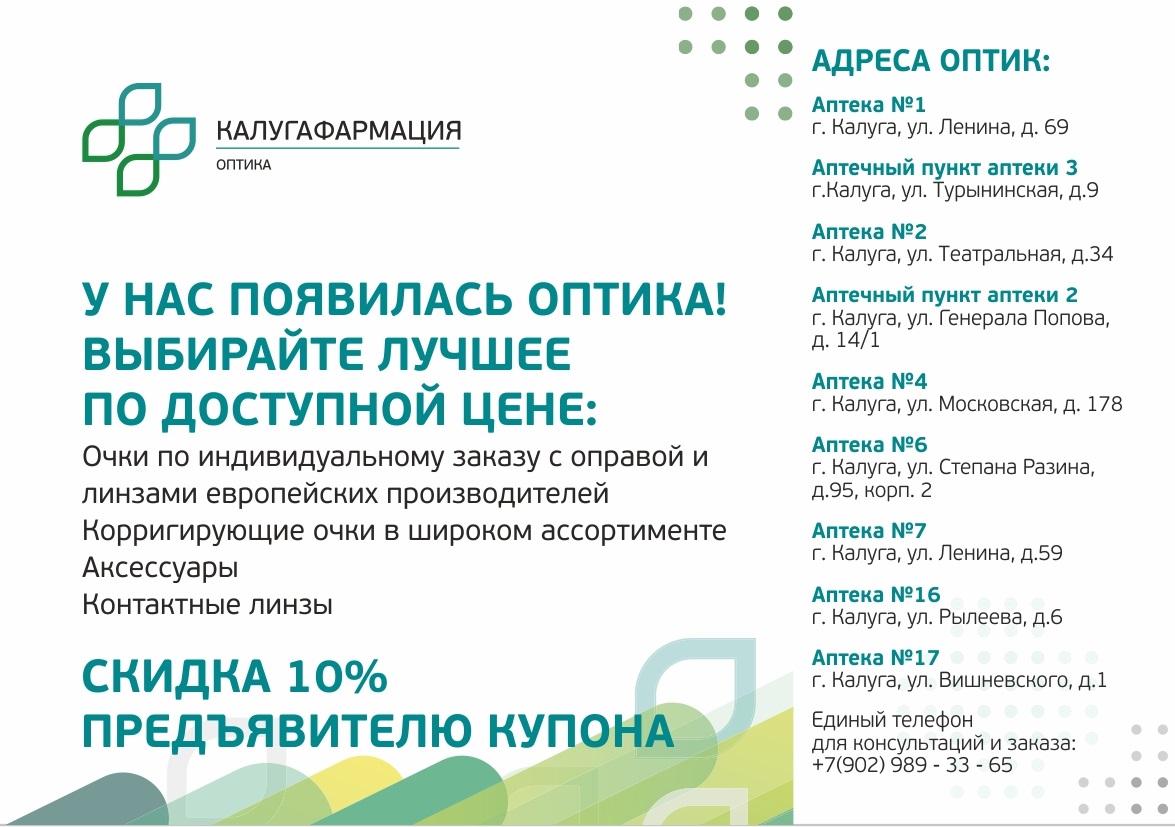 КАЛУГАФАРМАЦИЯ
ОПТИКА
У НАС ПОЯВИЛАСЬ ОПТИКА!
ВЫБИРАЙТЕ ЛУЧШЕЕ
ПО ДОСТУПНОЙ ЦЕНЕ:
Очки по индивидуальному заказу с оправой и
линзами европейских производителей
Корригирующие очки в широком ассортименте
Аксессуары
Контактные линзы
СКИДКА 10%
ПРЕДЪЯВИТЕЛЮ КУПОНА
АДРЕСА ОПТИК:
Аптека №1
г. Калуга, ул. Ленина, д. 69
Аптечный пункт аптеки 3
г.Калуга, ул. Турынинская, д.9
Аптека №2
г. Калуга, ул. Театральная, д.34
Аптечный пункт аптеки 2
г. Калуга, ул. Генерала Попова,
д. 14/1
Аптека №4
г. Калуга, ул. Московская, д. 178
Аптека №6
г. Калуга, ул. Степана Разина,
д.95, корп. 2
Аптека №7
г. Калуга, ул. Ленина, д.59
Аптека №16
г. Калуга, ул. Рылеева, д.6
Аптека №17
г. Калуга, ул. Вишневского, д.1
Единый телефон
для консультаций и заказа:
+7(902) 989 - 33 - 65